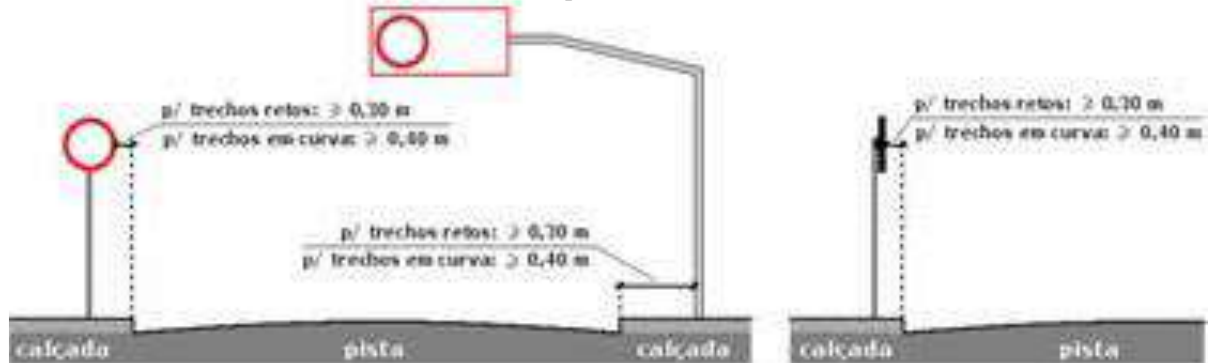 p/ trechos retos: ⩾ 0,30 m
p/ trechos em curva: ⩾ 0,40 m
p/ trechos retos: ⩾ 0,30 m
p/ trechos em curva: ⩾ 0,40 m
p/ trechos retos: ⩾ 0,30 m
p/ trechos em curva: ⩾ 0,40 m
calçada pista calçada
calçada pista